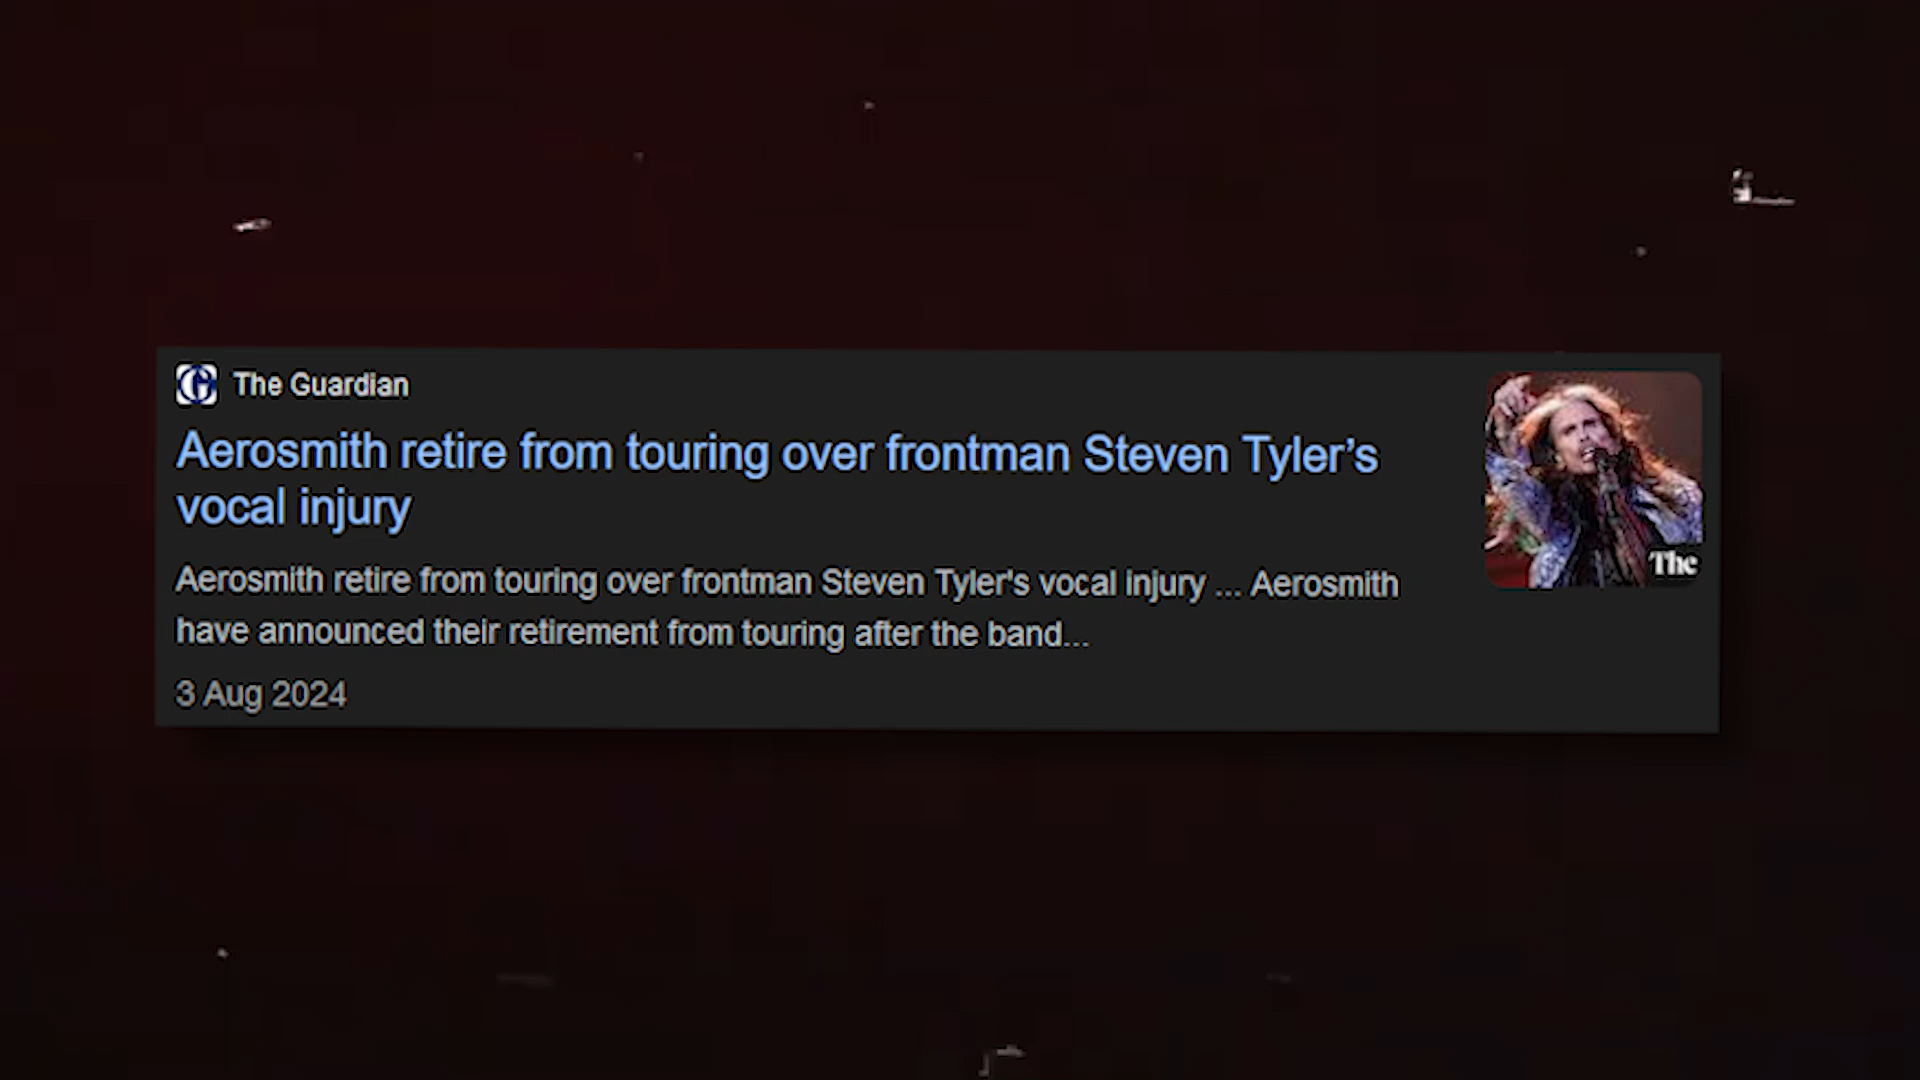 The Guardian
Aerosmith retire from touring over frontman Steven Tyler’s
vocal injury
Aerosmith retire from touring over frontman Steven Tyler's vocal injury ... Aerosmith
have announced their retirement from touring after the band...
3 Aug 2024
The